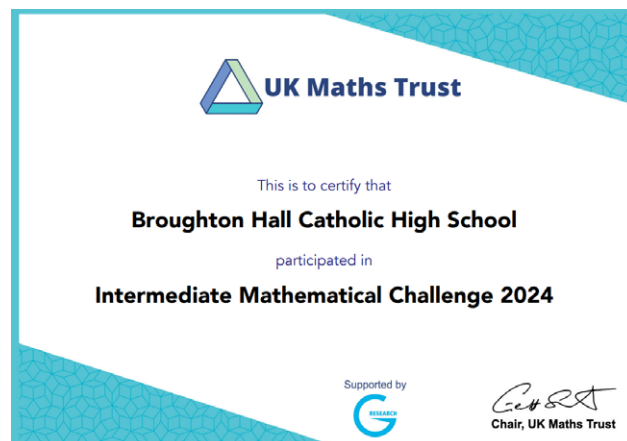 UK Maths Trust
This is to certify that
Broughton Hall Catholic High School
participated in
Intermediate Mathematical Challenge 2024
Supported by
G
RESEARCH
Chair, UK Maths Trust